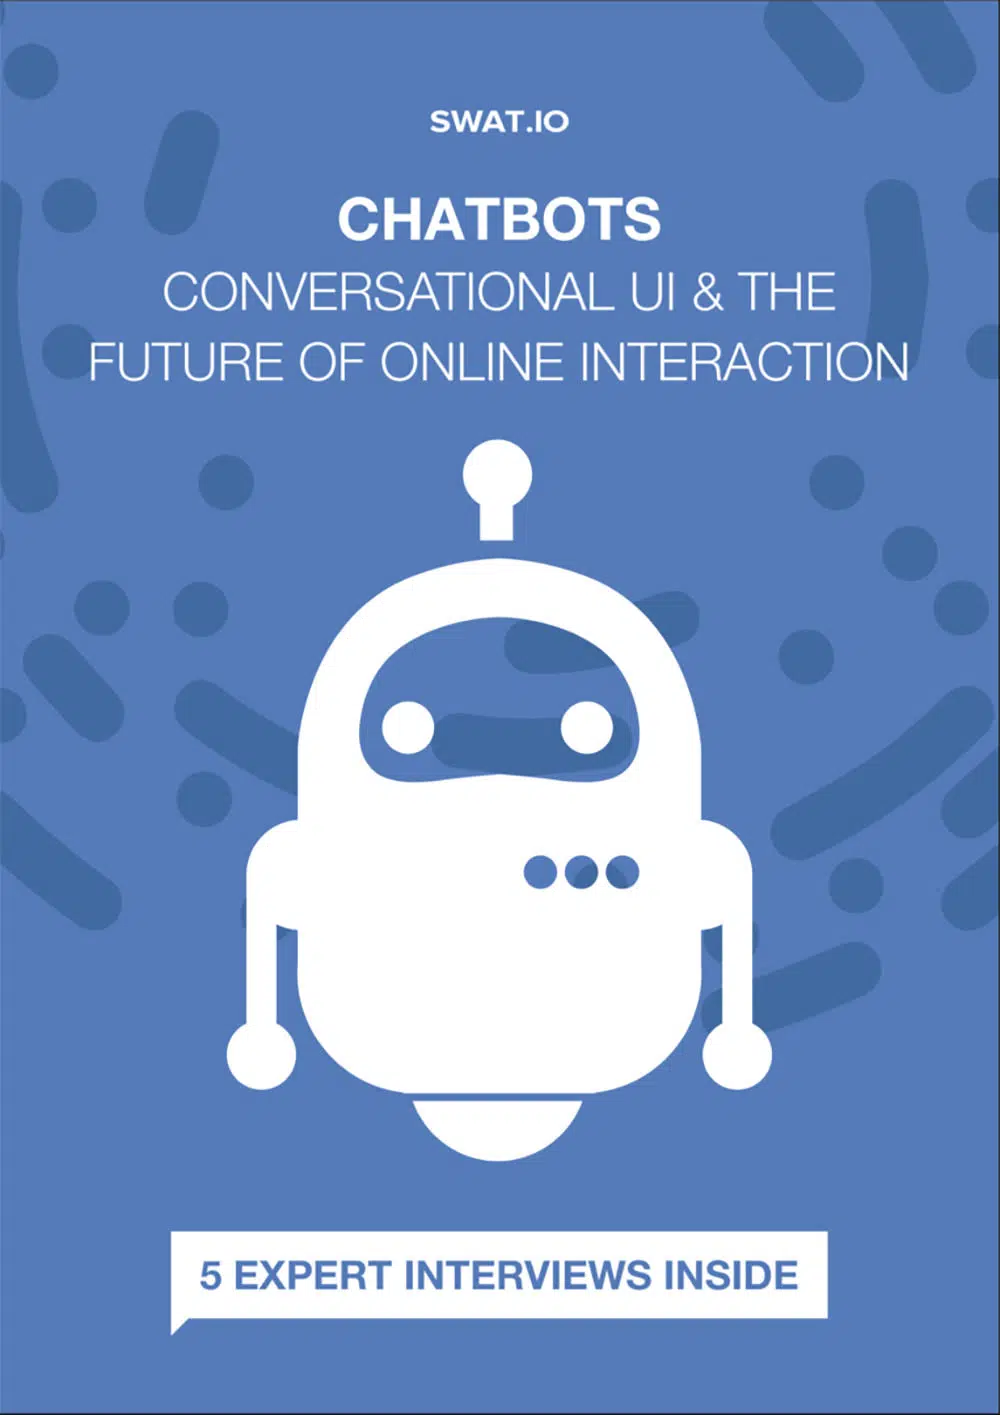 SWAT.IO
CHATBOTS
CONVERSATIONAL UI & THE
FUTURE OF ONLINE INTERACTION
5 EXPERT INTERVIEWS INSIDE